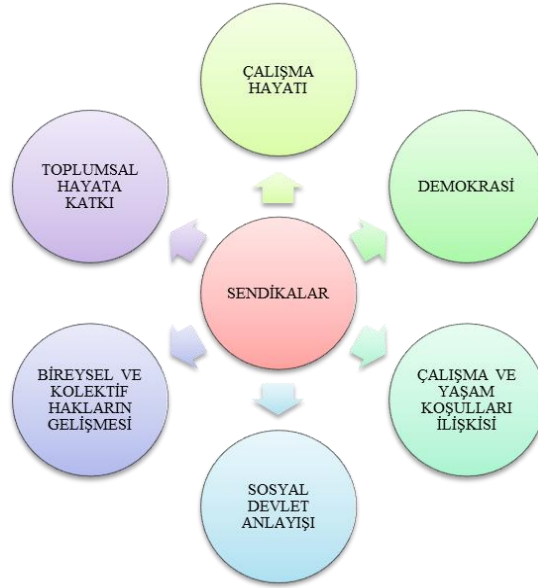 ÇALIŞMA
HAYATI
TOPLUMSAL
HAYATA
KATKI
DEMOKRASİ
SENDİKALAR
BİREYSEL VE
KOLEKTİF
HAKLARIN
GELİŞMESİ
ÇALIŞMA VE
YAŞAM
KOŞULLARI
İLİŞKİSİ
SOSYAL
DEVLET
ANLAYIŞI